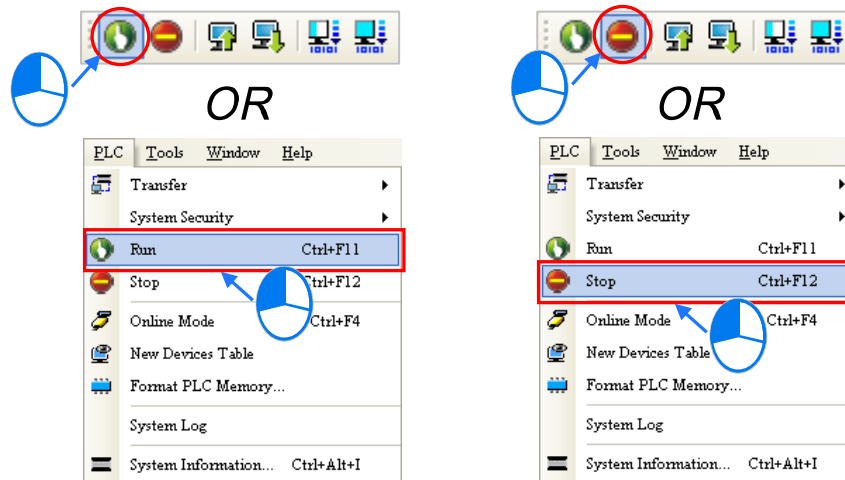 OR
PLC Tools Window Help
Transfer
System Security
Run Ctrl+F11
Stop Ctrl+F12
Online Mode Ctrl+F4
New Devices Table
Format PLC Memory...
System Log
System Information... Ctrl+Alt+I
OR
PLC Tools Window Help
Transfer
System Security
Run Ctrl+F11
Stop Ctrl+F12
Online Mode Ctrl+F4
New Devices Table
Format PLC Memory...
System Log
System Information... Ctrl+Alt+I